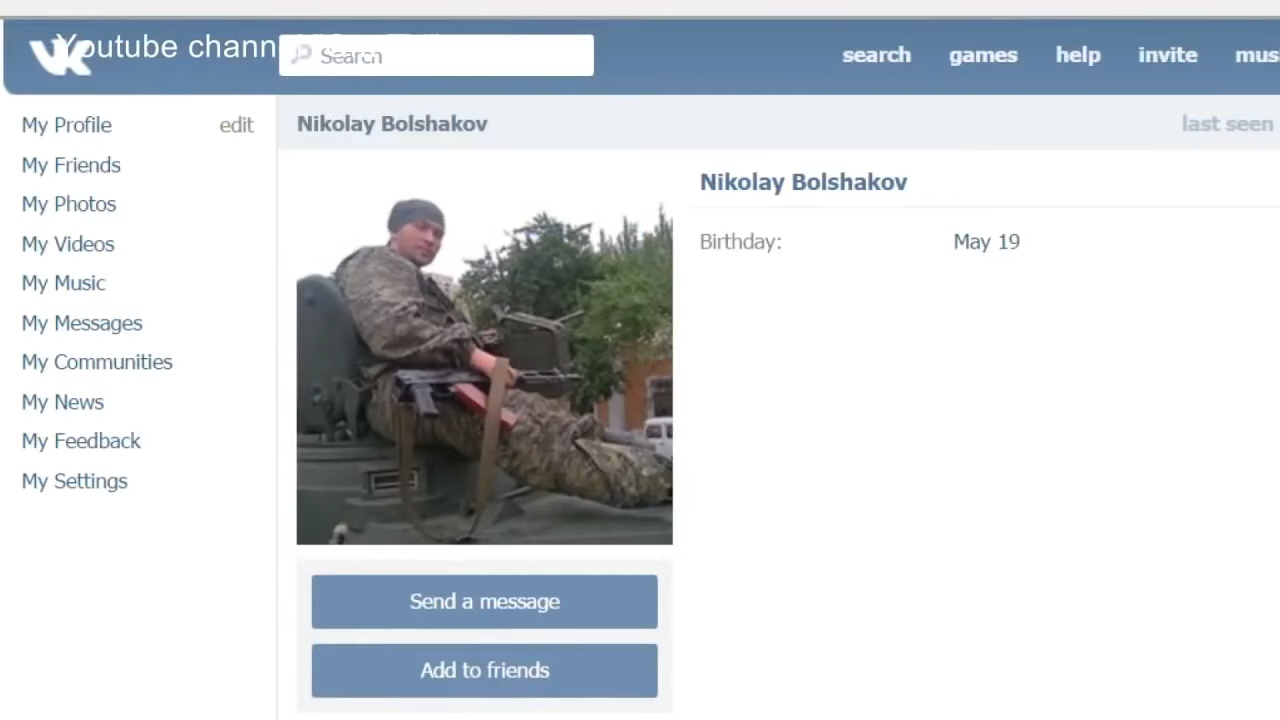 Youtube chann
Search
search games help invite
My Profile edit
My Friends
My Photos
My Videos
My Music
My Messages
My Communities
My News
My Feedback
My Settings
Nikolay Bolshakov
last seen
Nikolay Bolshakov
Birthday: May 19
Send a message
Add to friends